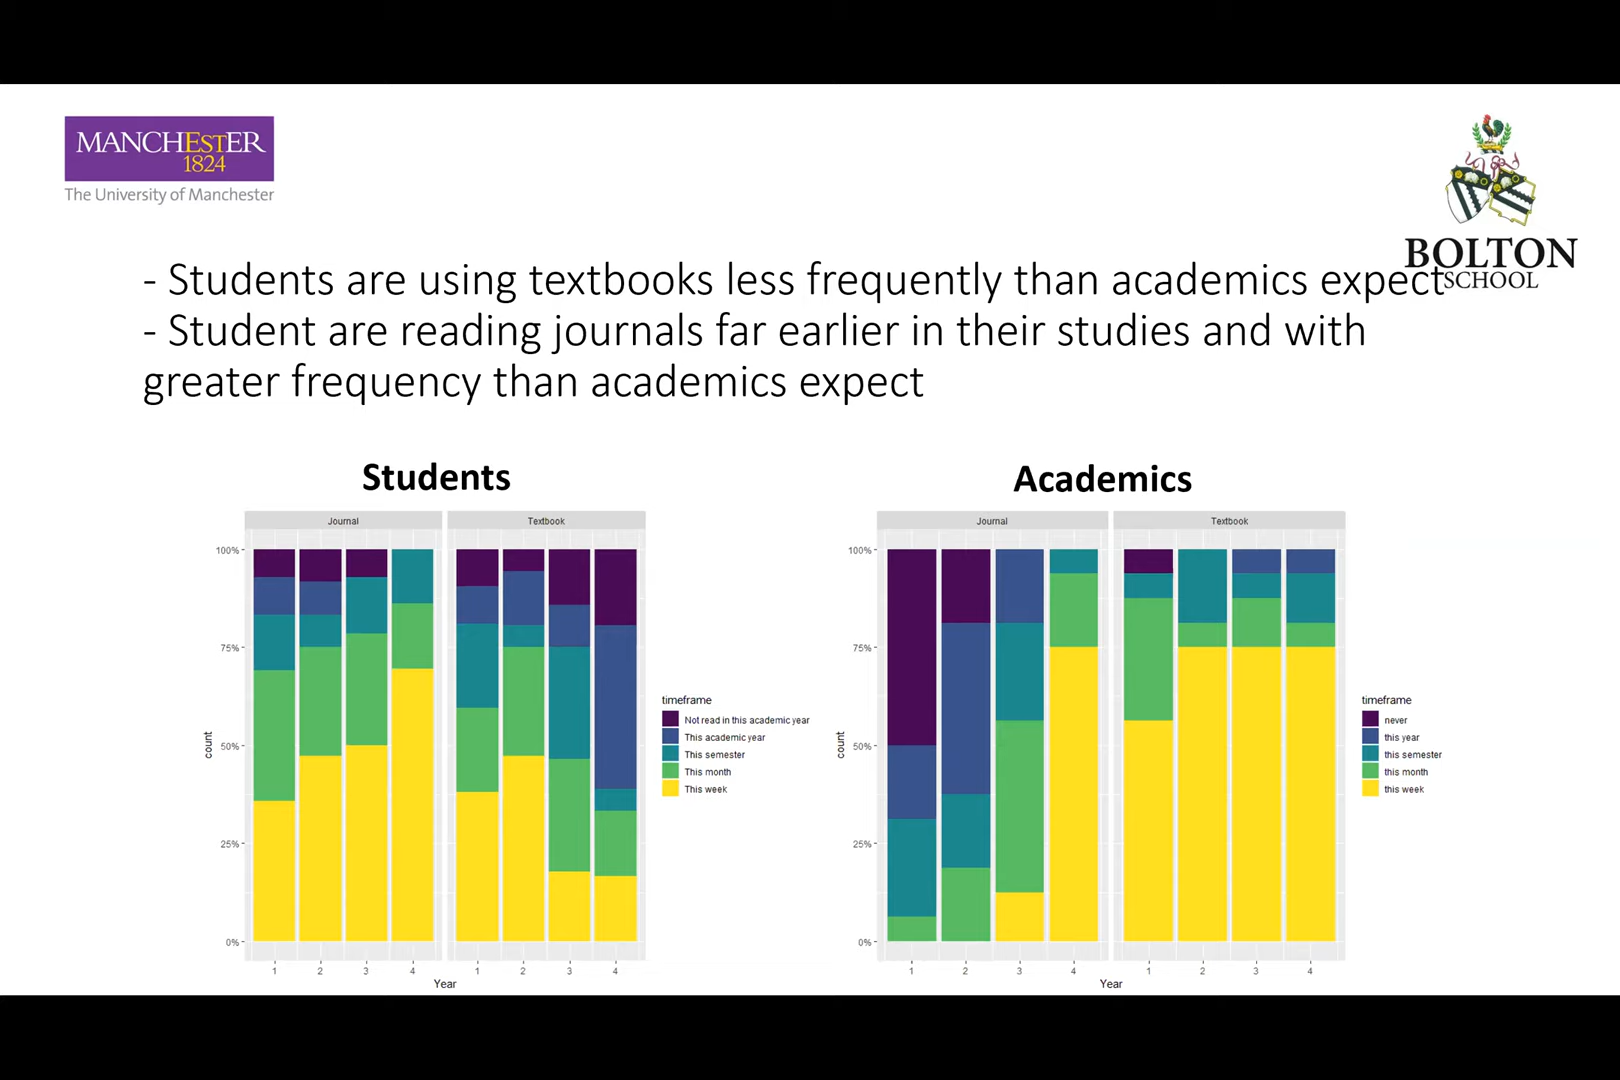 MANCHESTER
1824
The University of Manchester
BOLTON
SCHOOL
- Students are using textbooks less frequently than academics expect
- Student are reading journals far earlier in their studies and with
greater frequency than academics expect
Students
Journal
Textbook
100%
75%
50%
25%
0%
count
1 2 3 4
1 2 3 4
Year
timeframe
Not read in this academic year
This academic year
This semester
This month
This week
Academics
Journal
Textbook
100%
75%
50%
25%
0%
count
1 2 3 4
1 2 3 4
Year
timeframe
never
this year
this semester
this month
this week